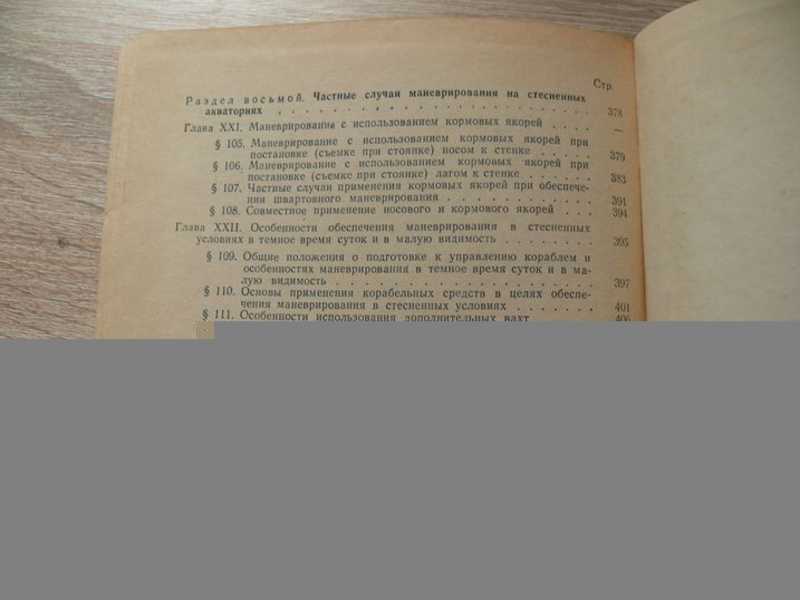 Стр.
Раздел восьмой. Частные случаи маневрирования на стесненных
акваториях . . . . . . . . . . . . . . . . . . . . 378
Глава XXI. Маневрирование с использованием кормовых якорей . . . . —
§ 105. Маневрирование с использованием кормовых якорей при
постановке (съемке при стоянке) носом к стенке . . . . . 379
§ 106. Маневрирование с использованием кормовых якорей при
постановке (съемке при стоянке) лагом к стенке . . . . . . 383
§ 107. Частные случаи применения кормовых якорей при обеспече-
нии швартовного маневрирования . . . . . . . . . . . 391
§ 108. Совместное применение носового и кормового якорей . . . 394
Глава XXII. Особенности обеспечения маневрирования в стесненных
условиях в темное время суток и в малую видимость . . . . . . . . 395
§ 109. Общие положения о подготовке к управлению кораблем и
особенностях маневрирования в темное время суток и в ма-
лую видимость . . . . . . . . . . . . . . . . . . . 397
§ 110. Основы применения корабельных средств в целях обеспе-
чения маневрирования в стесненных условиях . . . . . . . 401
§ 111. Особенности использования дополнительных вахт 406